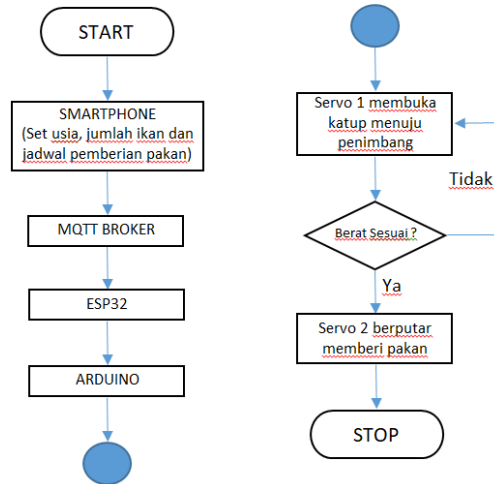 START
SMARTPHONE
(Set usia, jumlah ikan dan
jadwal pemberian pakan)
MQTT BROKER
ESP32
ARDUINO
Servo 1 membuka
katup menuju
penimbang
Tidak
Berat Sesuai ?
Ya
Servo 2 berputar
memberi pakan
STOP